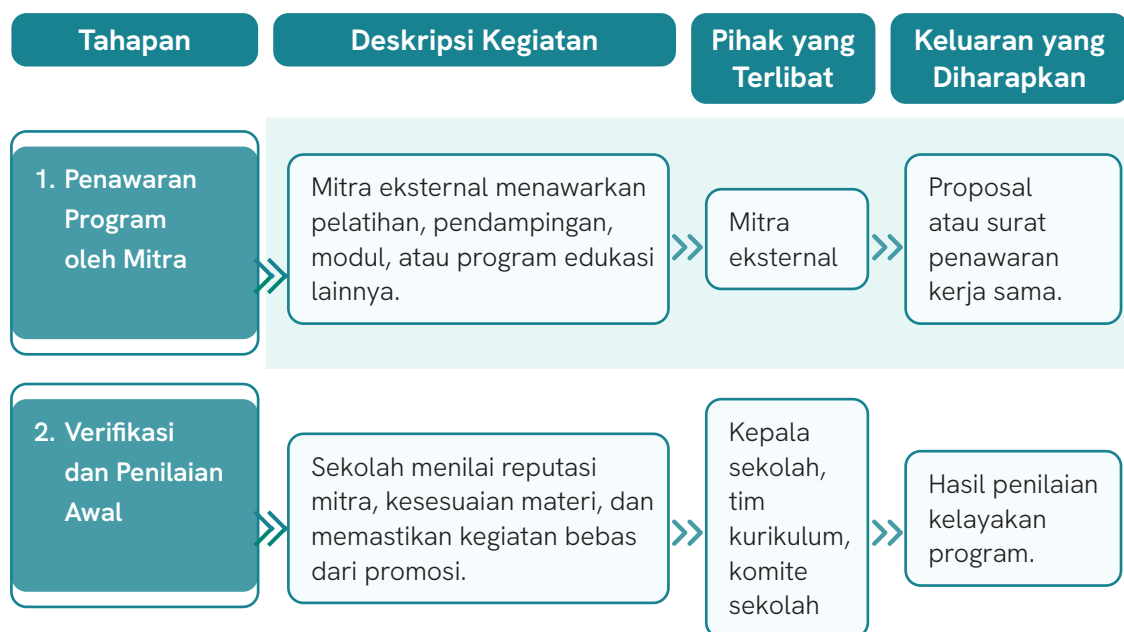 Tahapan
Deskripsi Kegiatan
Pihak yang
Terlibat
Keluaran yang
Diharapkan
1. Penawaran
Program
oleh Mitra
Mitra eksternal menawarkan
pelatihan, pendampingan,
modul, atau program edukasi
lainnya.
Mitra
eksternal
Proposal
atau surat
penawaran
kerja sama.
2. Verifikasi
dan Penilaian
Awal
Sekolah menilai reputasi
mitra, kesesuaian materi, dan
memastikan kegiatan bebas
dari promosi.
Kepala
sekolah,
tim
kurikulum,
komite
sekolah
Hasil penilaian
kelayakan
program.